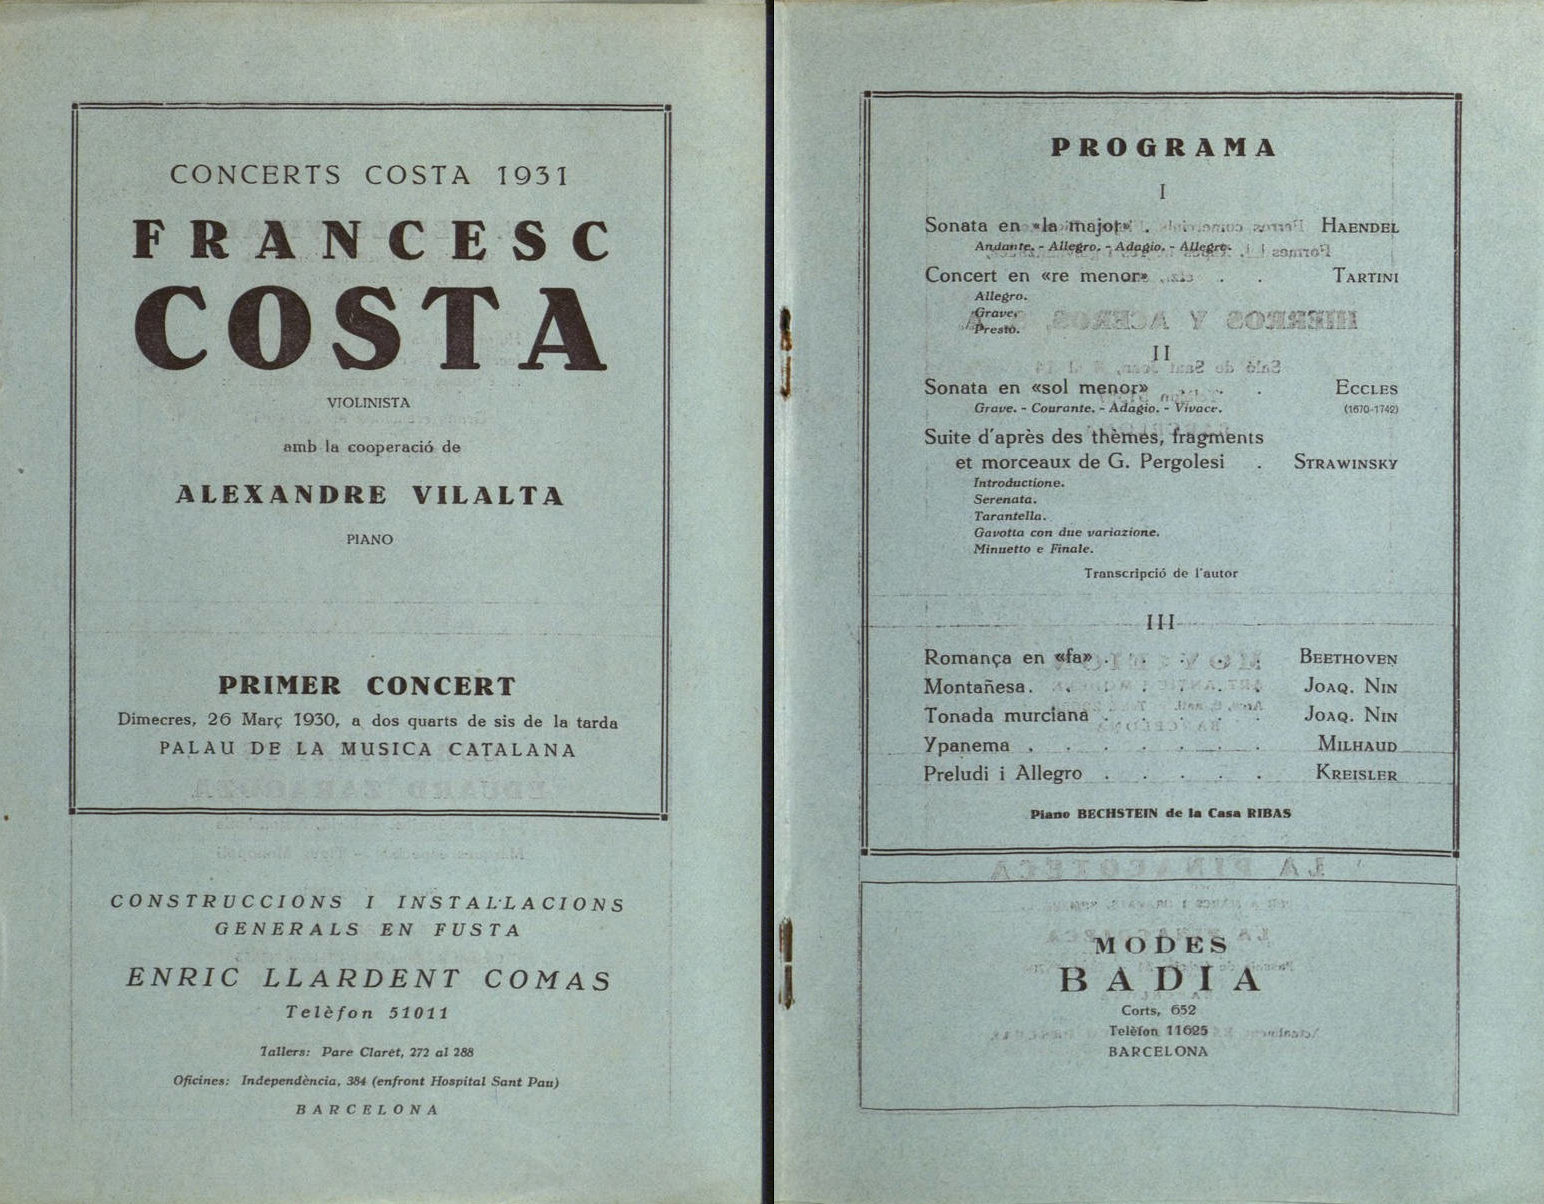 CONCERTS COSTA 1931
FRANCESC
COSTA
VIOLINISTA
amb la cooperació de
ALEXANDRE VILALTA
PIANO
PRIMER CONCERT
Dimecres, 26 Març 1930, a dos quarts de sis de la tarda
PALAU DE LA MUSICA CATALANA
CONSTRUCCIONS I INSTAL·LACIONS
GENERALS EN FUSTA
ENRIC LLARDENT COMAS
Telèfon 51011
Tallers: Pare Claret, 272 al 288
Oficines: Independència, 384 (enfront Hospital Sant Pau)
BARCELONA
PROGRAMA
I
Sonata en «la major» . HAENDEL
Andante. - Allegro. - Adagio. - Allegro.
Concert en «re menor» . . . TARTINI
Allegro.
Grave.
Presto.
II
Sonata en «sol menor» . . . ECCLES
Grave. - Courante. - Adagio. - Vivace. (1670-1742)
Suite d'après des thèmes, fragments
et morceaux de G. Pergolesi . STRAWINSKY
Introductione.
Serenata.
Tarantella.
Gavotta con due variazione.
Minuetto e Finale.
Transcripció de l'autor
III
Romança en «fa» . . . . . BEETHOVEN
Montañesa . . . . . . . JOAQ. NIN
Tonada murciana . . . . . JOAQ. NIN
Ypanema . . . . . . . MILHAUD
Preludi i Allegro . . . . . KREISLER
Piano BECHSTEIN de la Casa RIBAS
MODES
BADIA
Corts, 652
Telèfon 11625
BARCELONA